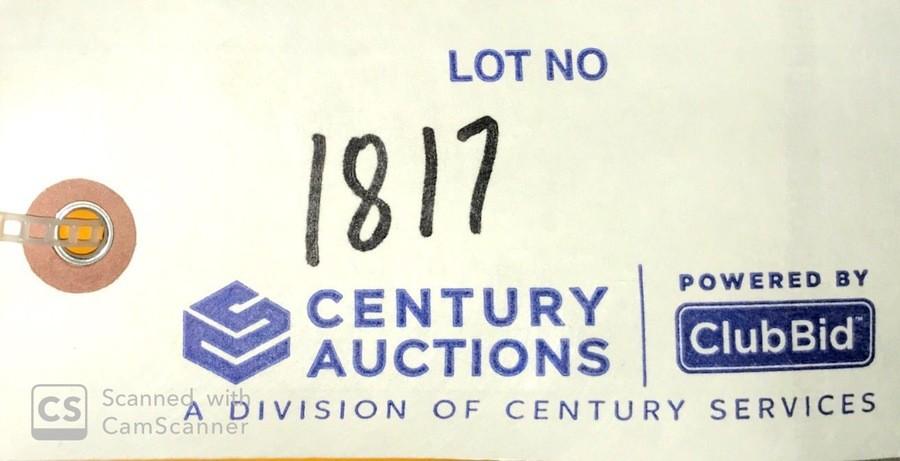 LOT NO
1817
CENTURY
AUCTIONS
POWERED BY
ClubBid™
A DIVISION OF CENTURY SERVICES
CS
Scanned with
CamScanner